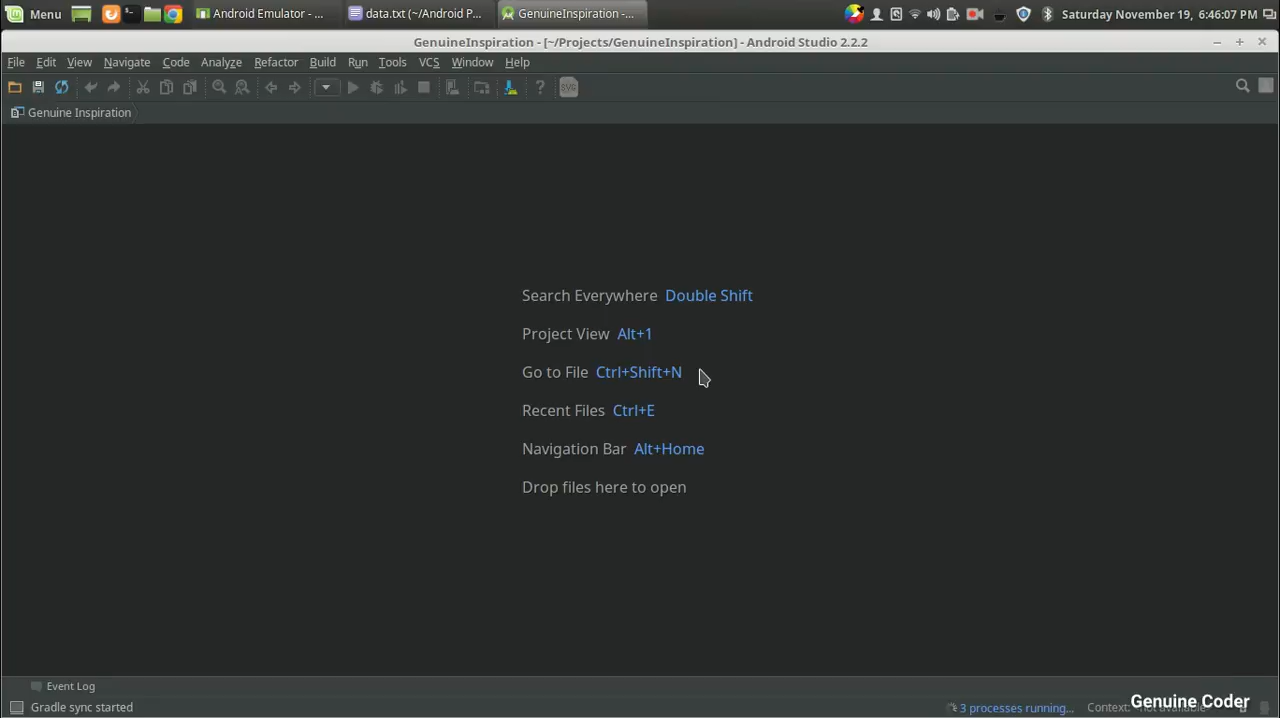 Menu
Android Emulator - ...
data.txt (~/Android P...
GenuineInspiration -...
Saturday November 19, 6:46:07 PM
GenuineInspiration - [~/Projects/GenuineInspiration] - Android Studio 2.2.2
File Edit View Navigate Code Analyze Refactor Build Run Tools VCS Window Help
SVG
Genuine Inspiration
Search Everywhere Double Shift
Project View Alt+1
Go to File Ctrl+Shift+N
Recent Files Ctrl+E
Navigation Bar Alt+Home
Drop files here to open
Event Log
Gradle sync started
3 processes running...
Context:
Genuine Coder